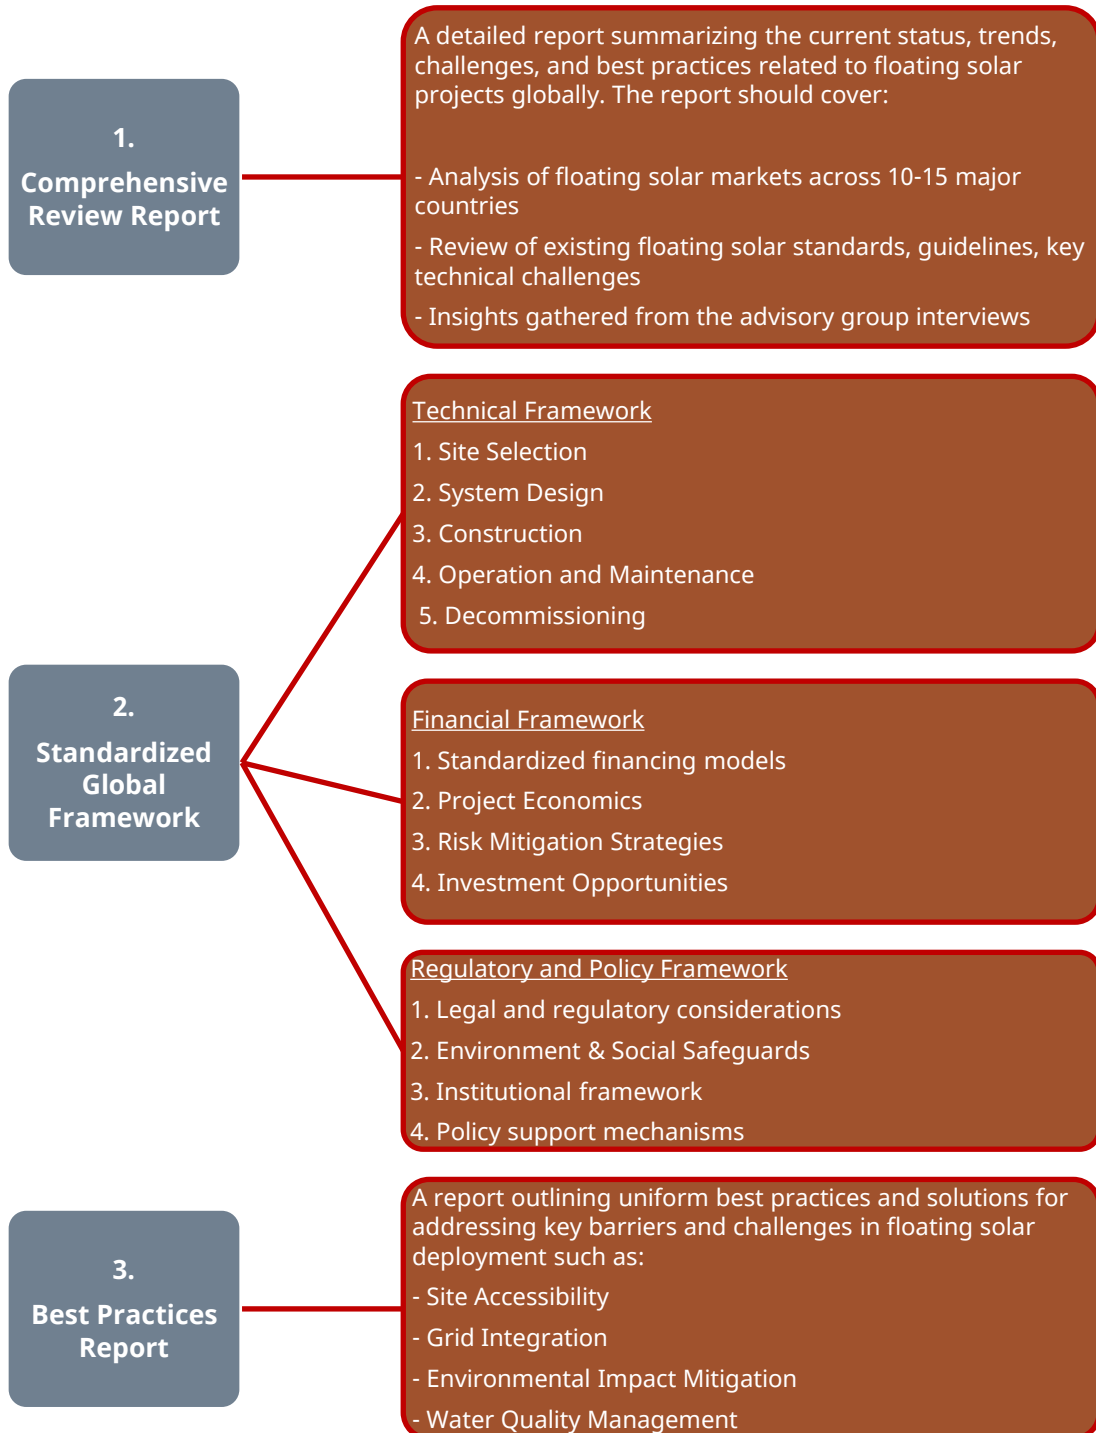 1.
Comprehensive
Review Report
A detailed report summarizing the current status, trends,
challenges, and best practices related to floating solar
projects globally. The report should cover:
- Analysis of floating solar markets across 10-15 major
countries
- Review of existing floating solar standards, guidelines, key
technical challenges
- Insights gathered from the advisory group interviews
2.
Standardized
Global
Framework
Technical Framework
1. Site Selection
2. System Design
3. Construction
4. Operation and Maintenance
5. Decommissioning
Financial Framework
1. Standardized financing models
2. Project Economics
3. Risk Mitigation Strategies
4. Investment Opportunities
Regulatory and Policy Framework
1. Legal and regulatory considerations
2. Environment & Social Safeguards
3. Institutional framework
4. Policy support mechanisms
3.
Best Practices
Report
A report outlining uniform best practices and solutions for
addressing key barriers and challenges in floating solar
deployment such as:
- Site Accessibility
- Grid Integration
- Environmental Impact Mitigation
- Water Quality Management